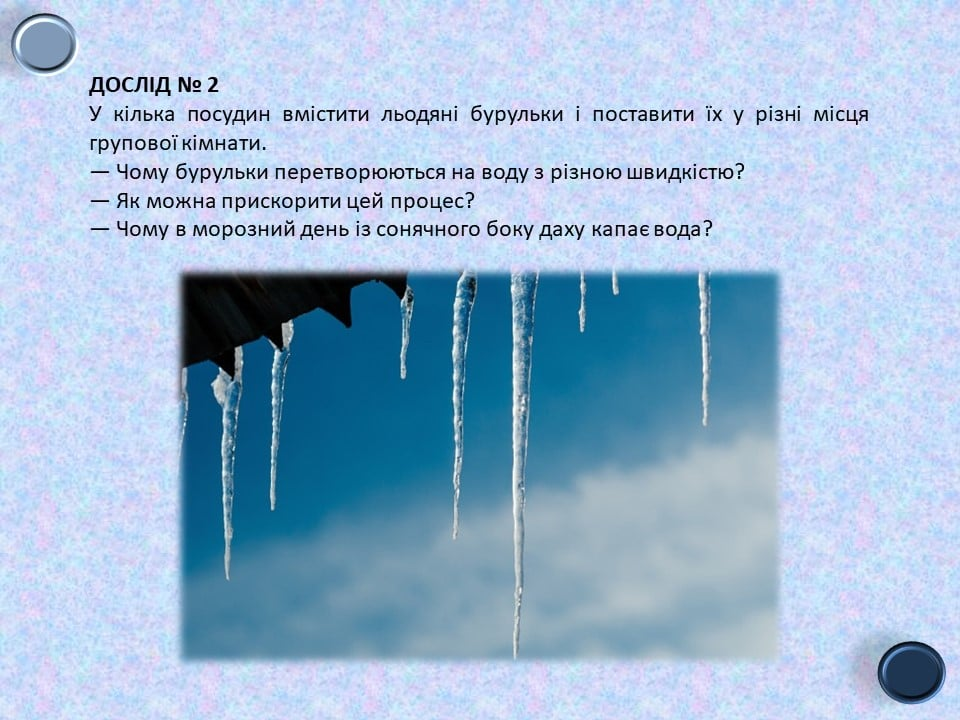 ДОСЛІД № 2
У кілька посудин вмістити льодяні бурульки і поставити їх у різні місця
групової кімнати.
— Чому бурульки перетворюються на воду з різною швидкістю?
— Як можна прискорити цей процес?
— Чому в морозний день із сонячного боку даху капає вода?